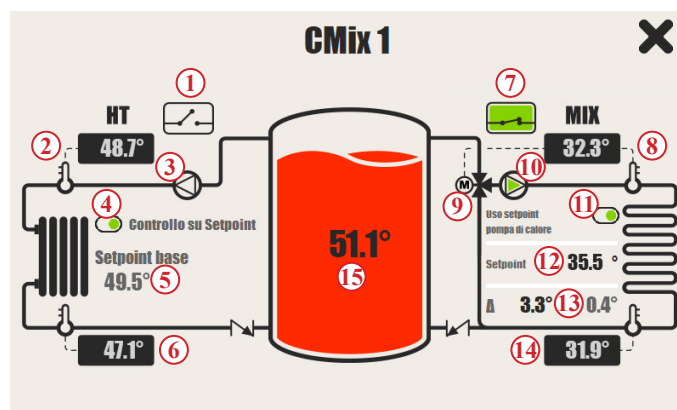 CMix 1
1
7
HT
MIX
2
48.7°
32.3°
8
3
M
9
10
4
Controllo su Setpoint
Uso setpoint
pompa di calore
11
Setpoint base
49.5°
5
51.1°
15
Setpoint
12
35.5 °
Δ
3.3°
13
0.4°
47.1°
6
14
31.9°